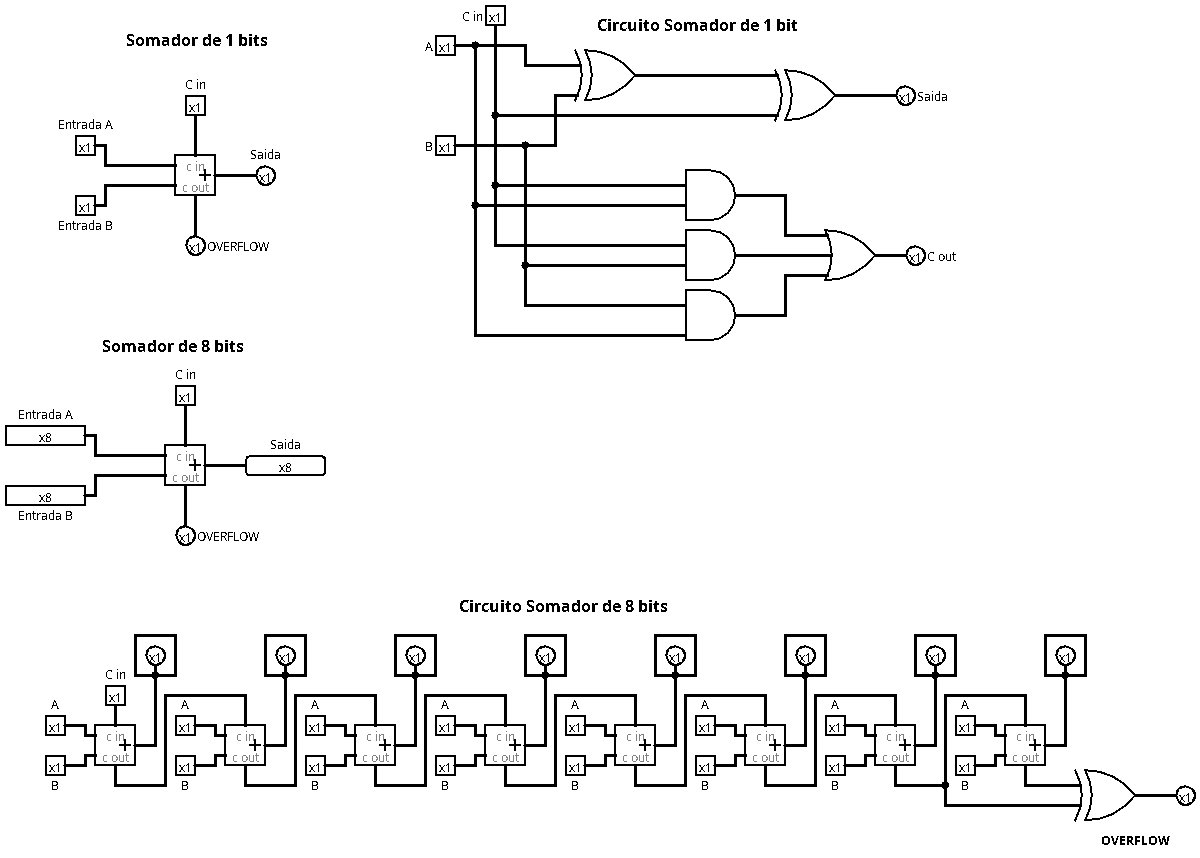 Somador de 1 bits
C in
x1
Entrada A
x1
c in
c out
+
Saida
x1
x1
Entrada B
x1 OVERFLOW
Circuito Somador de 1 bit
C in x1
A x1
x1 Saida
B x1
x1 C out
Somador de 8 bits
C in
x1
Entrada A
x8
c in
c out
+
Saida
x8
x8
Entrada B
x1 OVERFLOW
Circuito Somador de 8 bits
x1 x1 x1 x1 x1 x1 x1 x1
C in
x1
A A A A A A A A
x1 x1 x1 x1 x1 x1 x1 x1
c in c in c in c in c in c in c in c in
+ + + + + + + +
c out c out c out c out c out c out c out c out
x1 x1 x1 x1 x1 x1 x1 x1
B B B B B B B B
x1
OVERFLOW